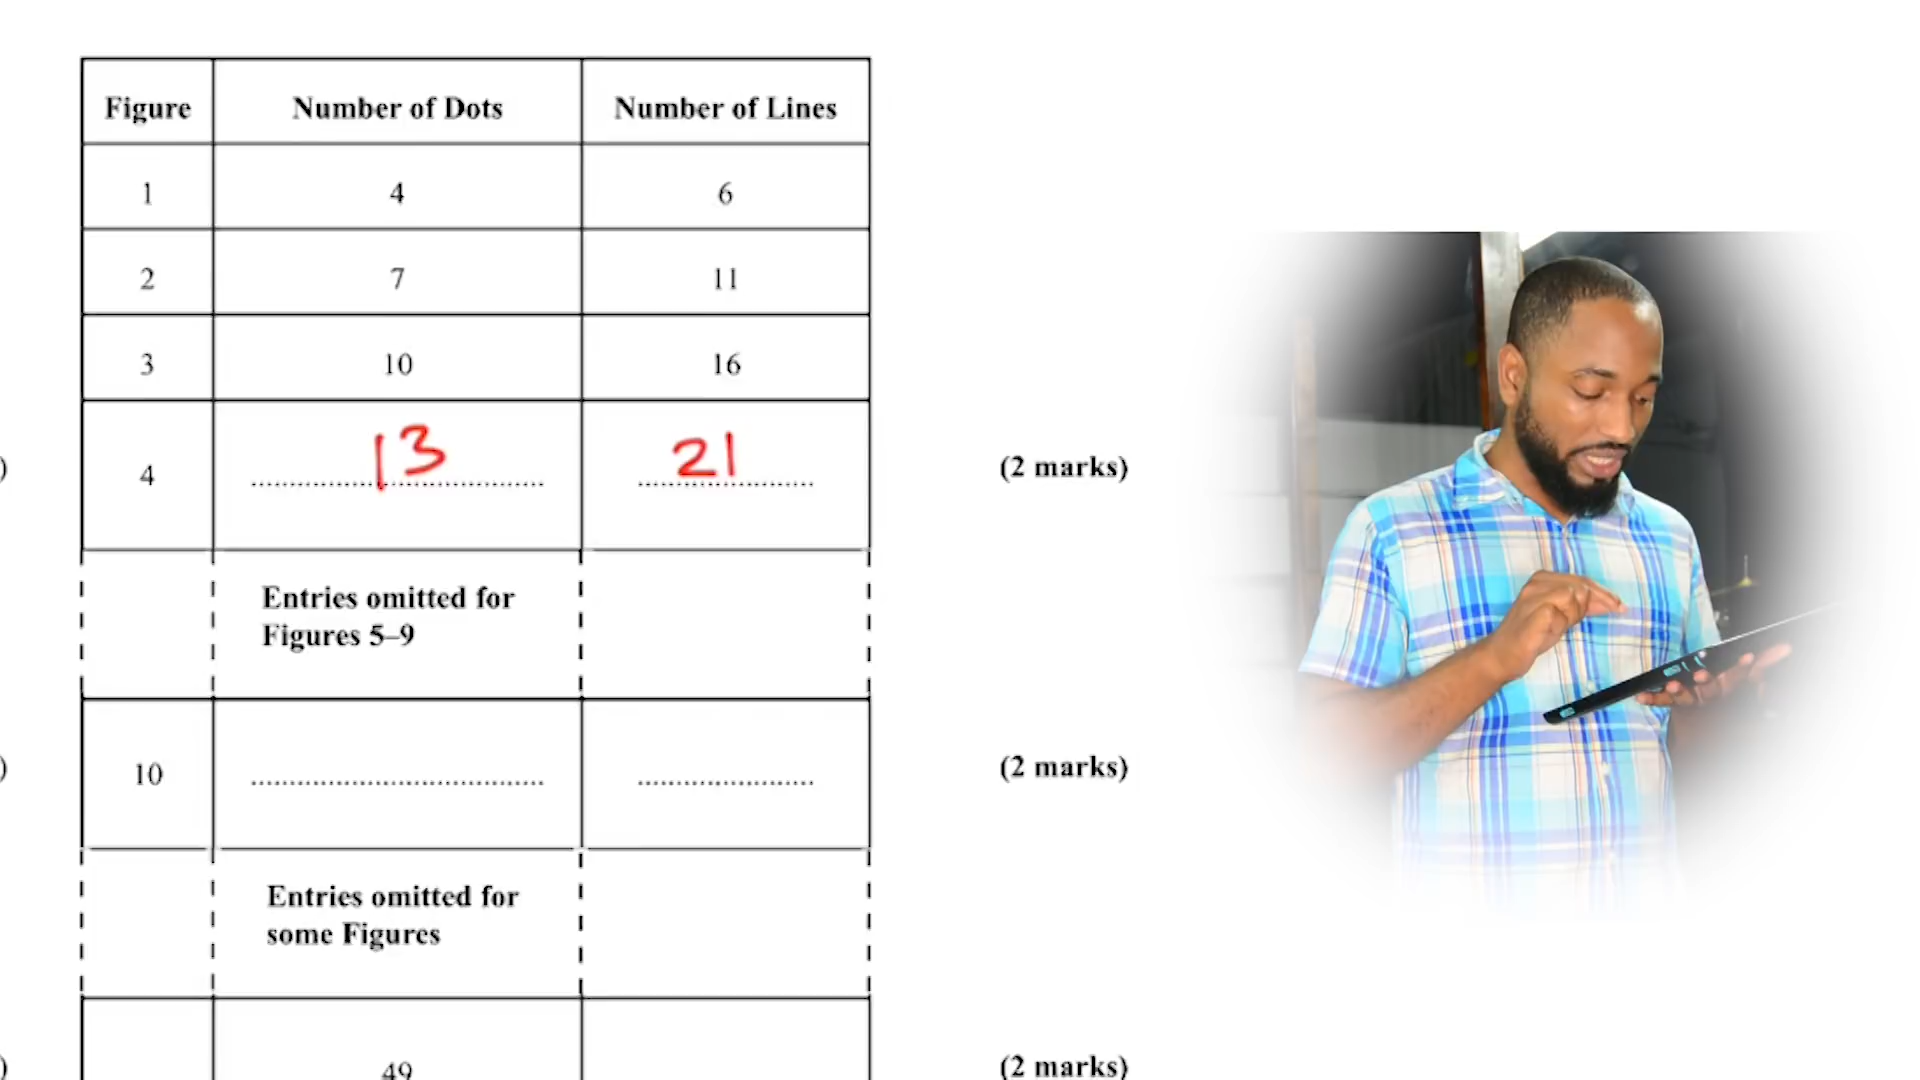 Figure Number of Dots Number of Lines
1 4 6
2 7 11
3 10 16
) 4 13 21 (2 marks)
Entries omitted for
Figures 5–9
) 10 ........ ........ (2 marks)
Entries omitted for
some Figures
) 49 (2 marks)